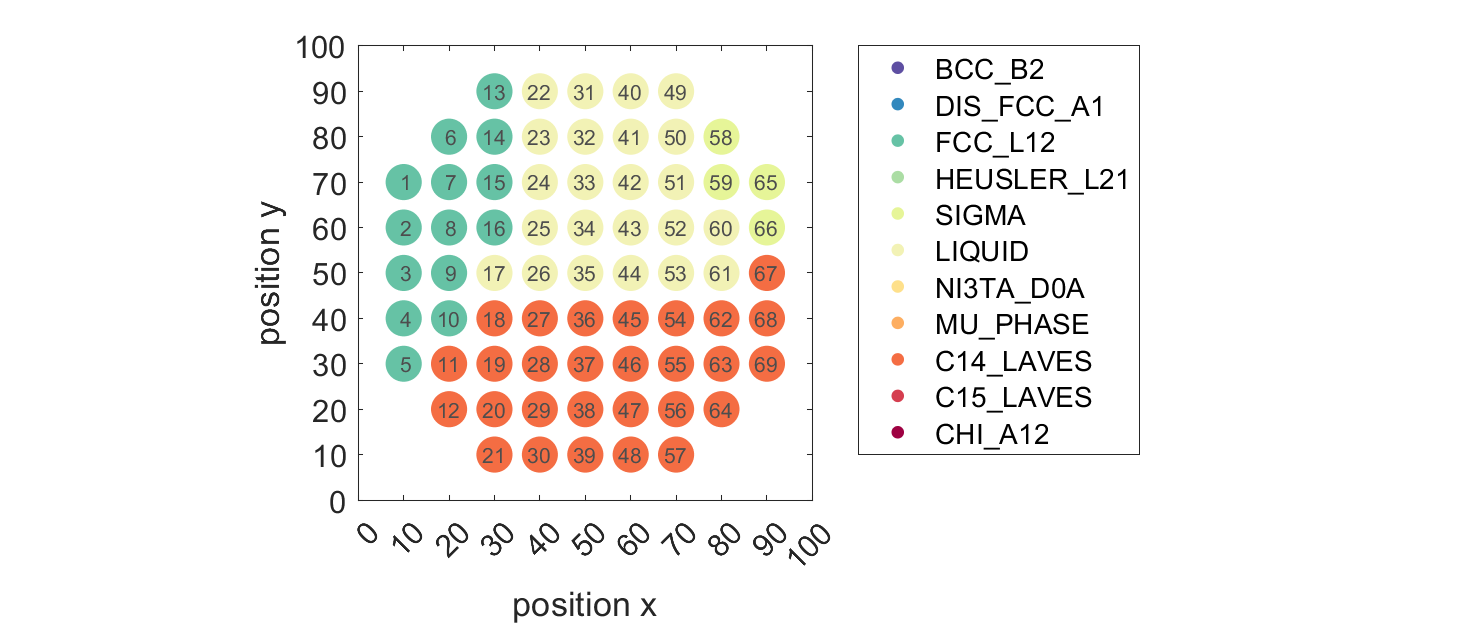 100
90 13 22 31 40 49
80 6 14 23 32 41 50 58
70 1 7 15 24 33 42 51 59 65
60 2 8 16 25 34 43 52 60 66
50 3 9 17 26 35 44 53 61 67
40 4 10 18 27 36 45 54 62 68
30 5 11 19 28 37 46 55 63 69
20 12 20 29 38 47 56 64
10 21 30 39 48 57
0
position y
0 10 20 30 40 50 60 70 80 90 100
position x
BCC_B2
DIS_FCC_A1
FCC_L12
HEUSLER_L21
SIGMA
LIQUID
NI3TA_D0A
MU_PHASE
C14_LAVES
C15_LAVES
CHI_A12